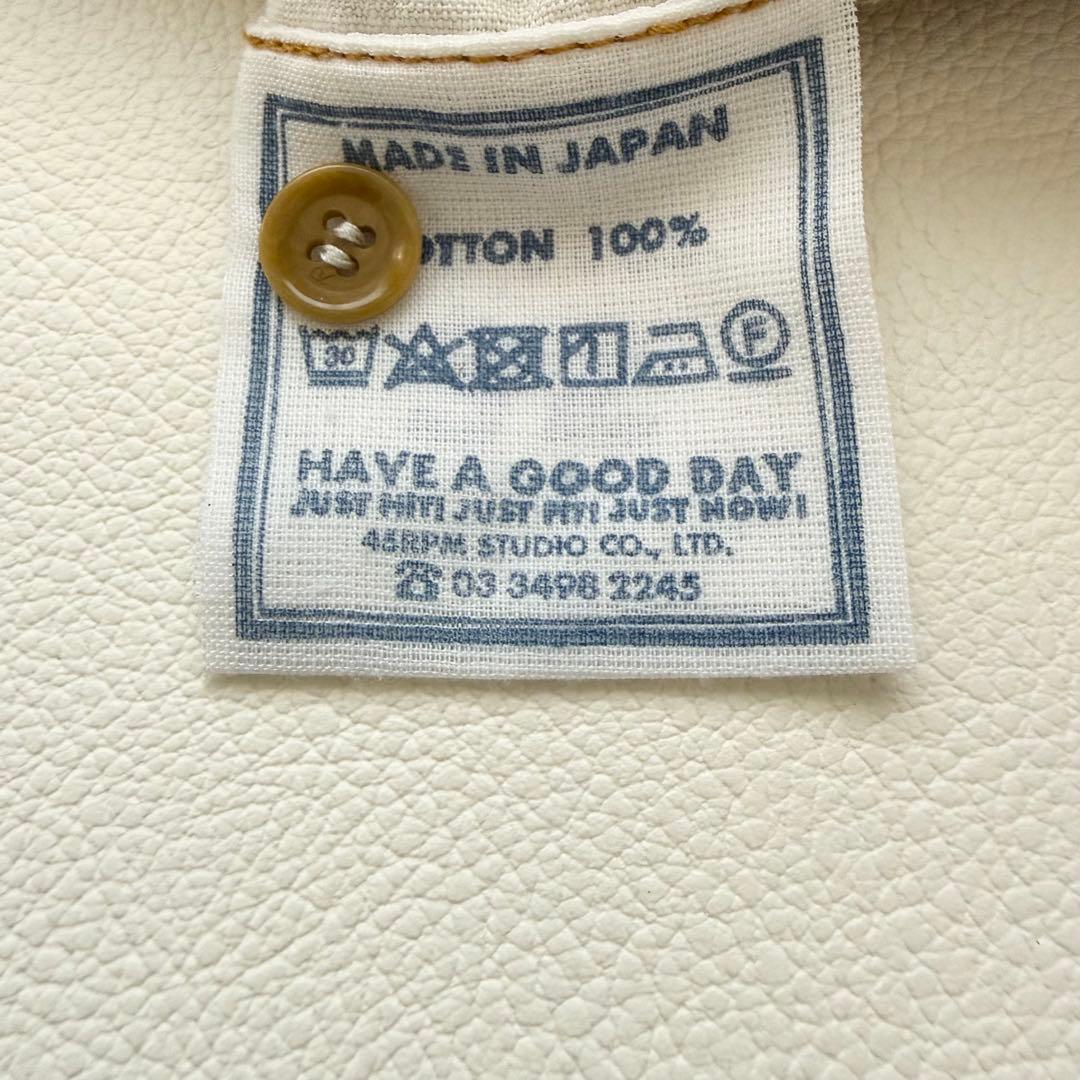 MADE IN JAPAN
OTTON 100%
30
F
HAVE A GOOD DAY
JUST HIT! JUST FIT! JUST NOW!
45RPM STUDIO CO., LTD.
☎ 03 3498 2245